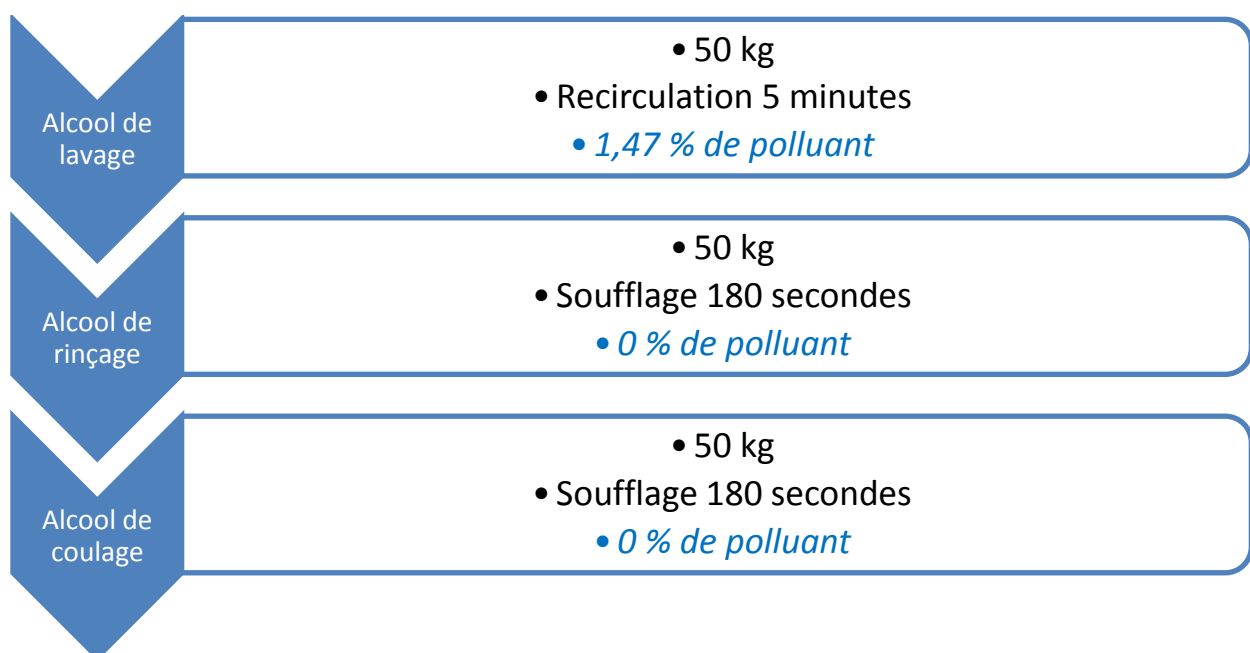 Alcool de
lavage
• 50 kg
• Recirculation 5 minutes
• 1,47 % de polluant
Alcool de
rinçage
• 50 kg
• Soufflage 180 secondes
• 0 % de polluant
Alcool de
coulage
• 50 kg
• Soufflage 180 secondes
• 0 % de polluant